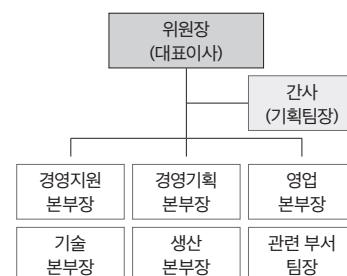 위원장
(대표이사)
간사
(기획팀장)
경영지원
본부장
경영기획
본부장
영업
본부장
기술
본부장
생산
본부장
관련 부서
팀장